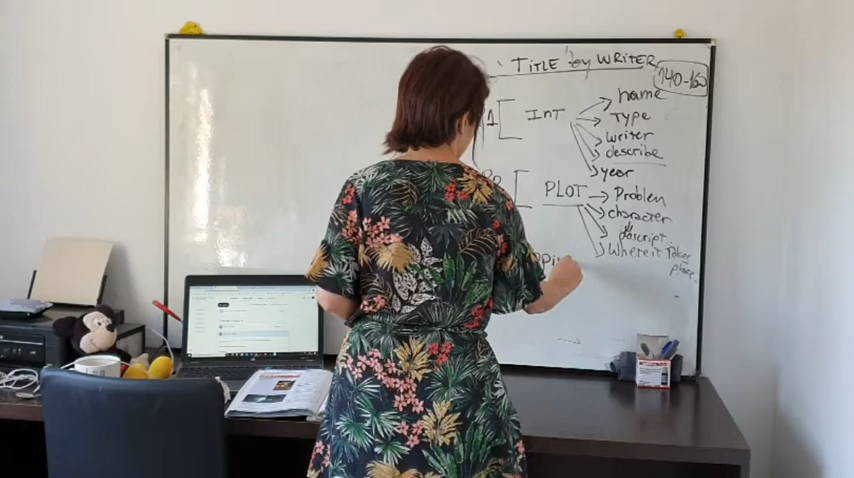 "TITLE" by WRITER
140-160
1 [ INT
name
Type
writer
describe
year
PLOT
Problem
character
descript.
Where it Takes
place.